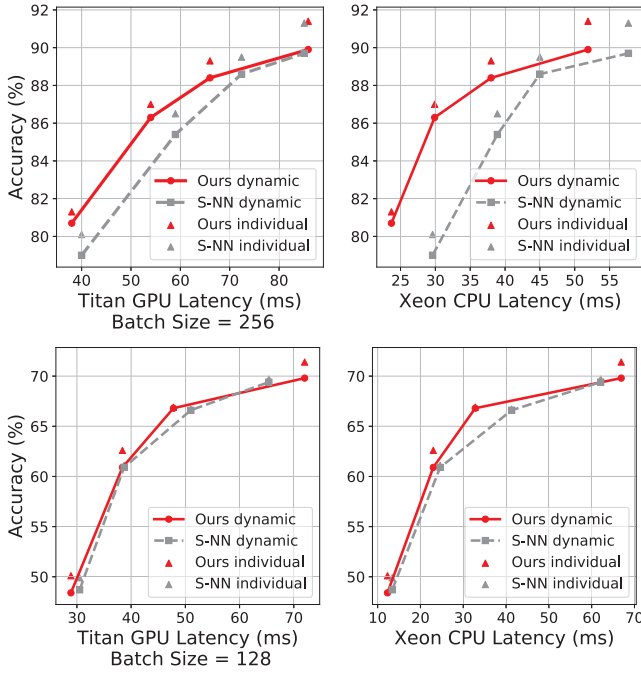 Accuracy (%)
92
90
88
86
84
82
80
40
50
60
70
80
Ours dynamic
S-NN dynamic
Ours individual
S-NN individual
Titan GPU Latency (ms)
Batch Size = 256
92
90
88
86
84
82
80
25
30
35
40
45
50
55
Ours dynamic
S-NN dynamic
Ours individual
S-NN individual
Xeon CPU Latency (ms)
Accuracy (%)
70
65
60
55
50
30
40
50
60
70
Ours dynamic
S-NN dynamic
Ours individual
S-NN individual
Titan GPU Latency (ms)
Batch Size = 128
70
65
60
55
50
10
20
30
40
50
60
70
Ours dynamic
S-NN dynamic
Ours individual
S-NN individual
Xeon CPU Latency (ms)